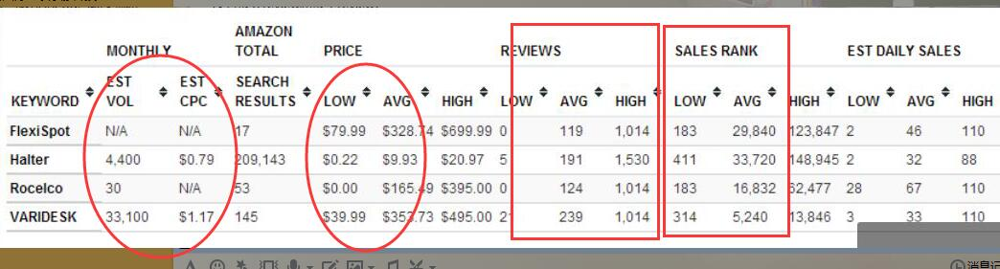 AMAZON
MONTHLY TOTAL PRICE REVIEWS SALES RANK EST DAILY SALES
EST EST SEARCH
KEYWORD VOL CPC RESULTS LOW AVG HIGH LOW AVG HIGH LOW AVG HIGH LOW AVG HIGH
FlexiSpot N/A N/A 17 $79.99 $328.74 $699.99 0 119 1,014 183 29,840 123,847 2 46 110
Halter 4,400 $0.79 209,143 $0.22 $9.93 $20.97 5 191 1,530 411 33,720 148,945 2 32 88
Rocelco 30 N/A 53 $0.00 $165.49 $395.00 0 124 1,014 183 16,832 62,477 28 67 110
VARIDESK 33,100 $1.17 145 $39.99 $353.73 $495.00 239 1,014 314 5,240 13,846 3 33 110
消息记